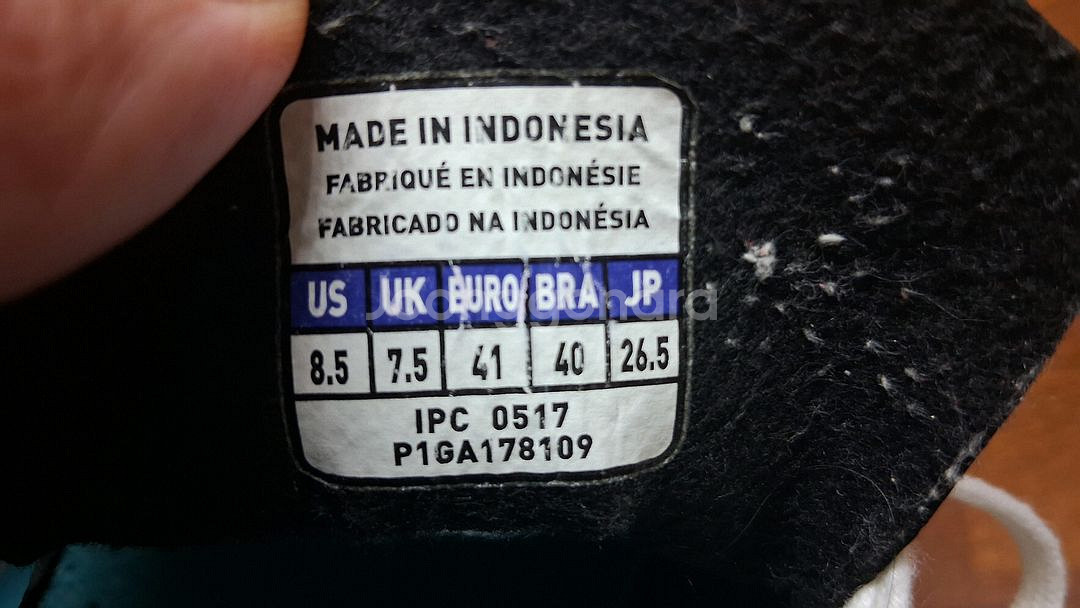 MADE IN INDONESIA
FABRIQUÉ EN INDONÉSIE
FABRICADO NA INDONÉSIA
US UK EURO BRA JP
8.5 7.5 41 40 26.5
IPC 0517
P1GA178109
Joonggonara